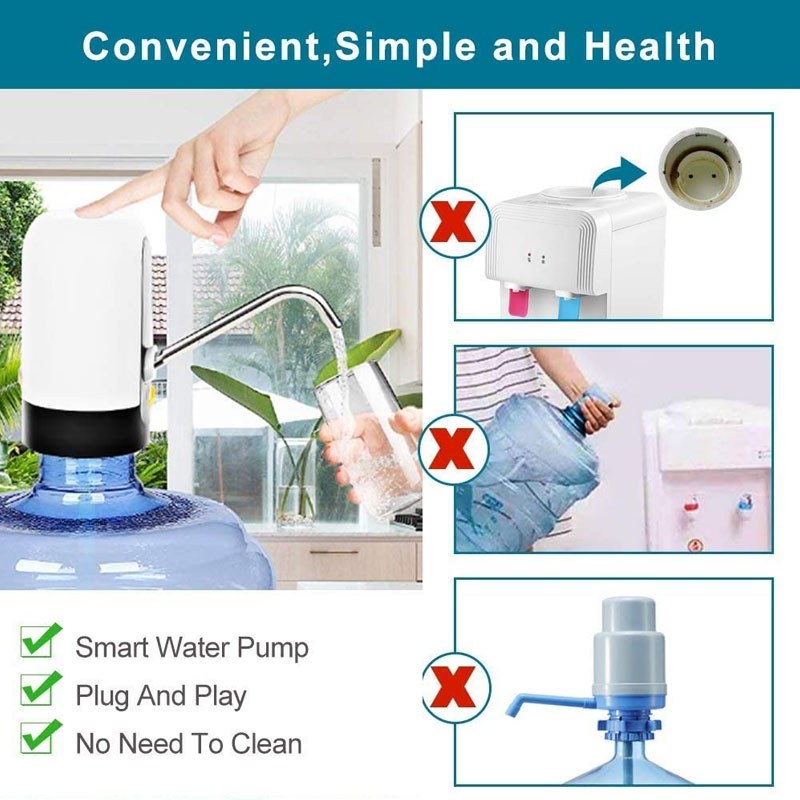 Convenient,Simple and Health
Smart Water Pump
Plug And Play
No Need To Clean